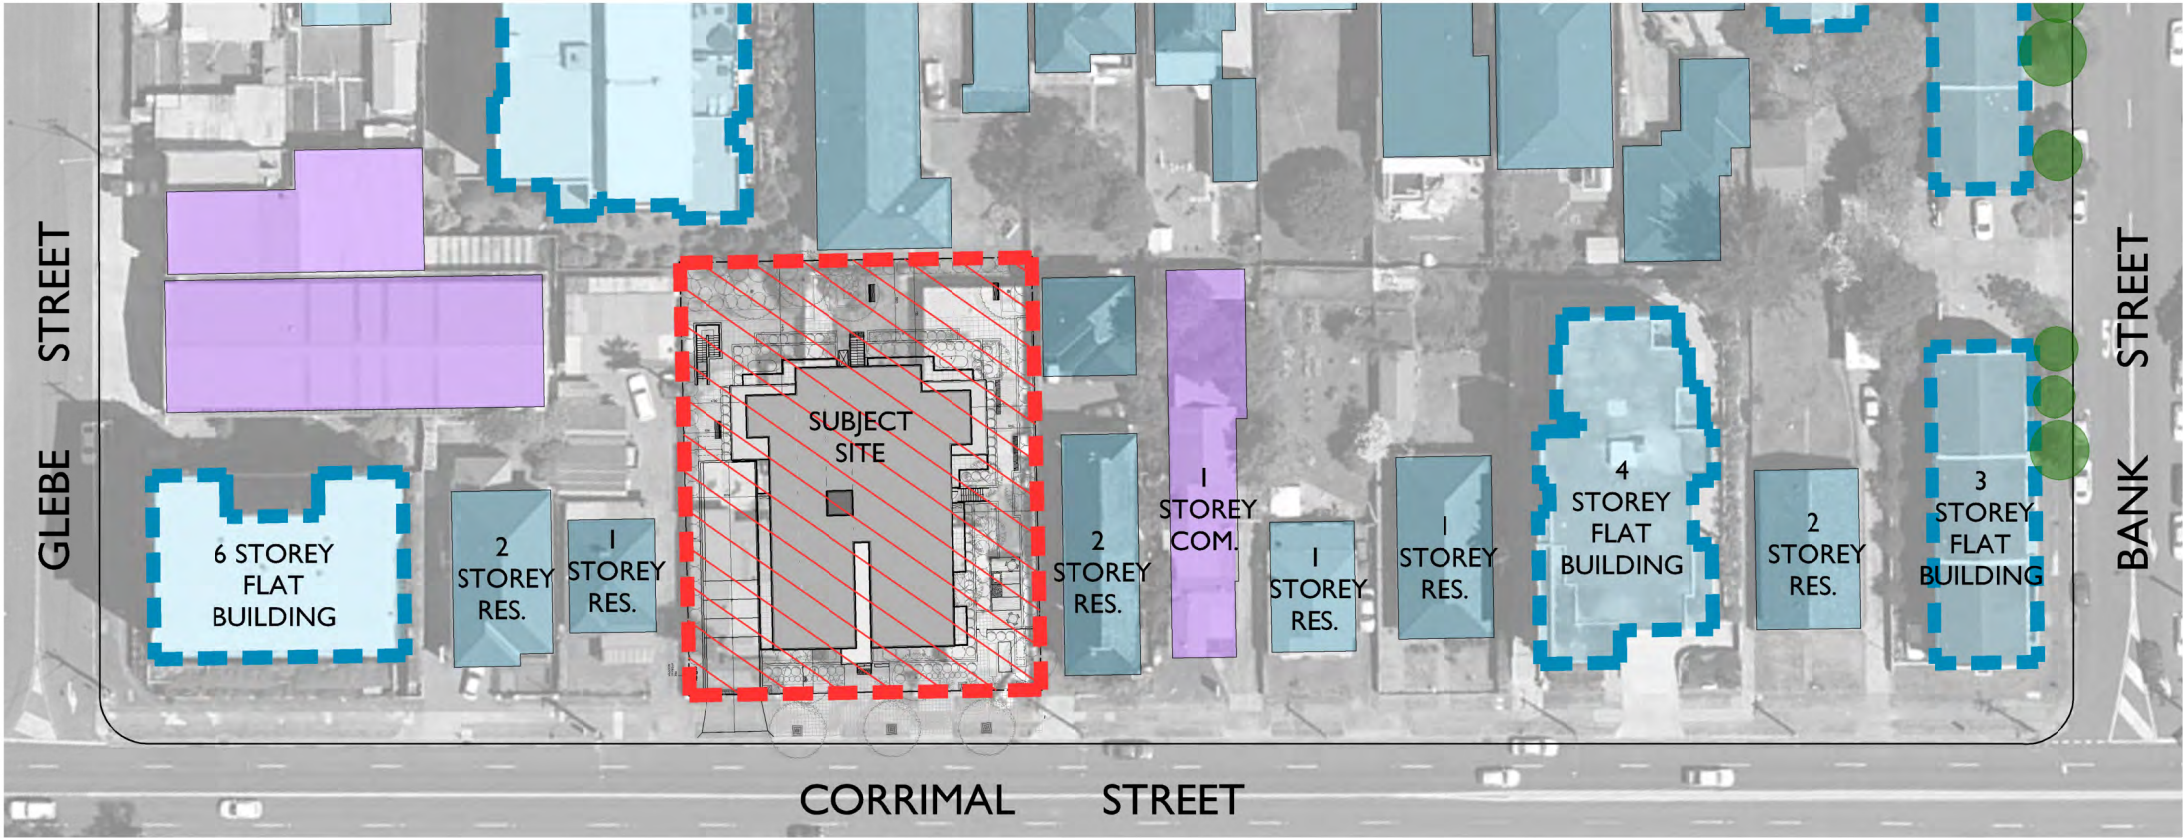 GLEBE STREET
6 STOREY
FLAT
BUILDING
2
STOREY
RES.
1
STOREY
RES.
SUBJECT
SITE
2
STOREY
RES.
1
STOREY
COM.
1
STOREY
RES.
1
STOREY
RES.
4
STOREY
FLAT
BUILDING
2
STOREY
RES.
3
STOREY
FLAT
BUILDING
BANK STREET
CORRIMAL STREET